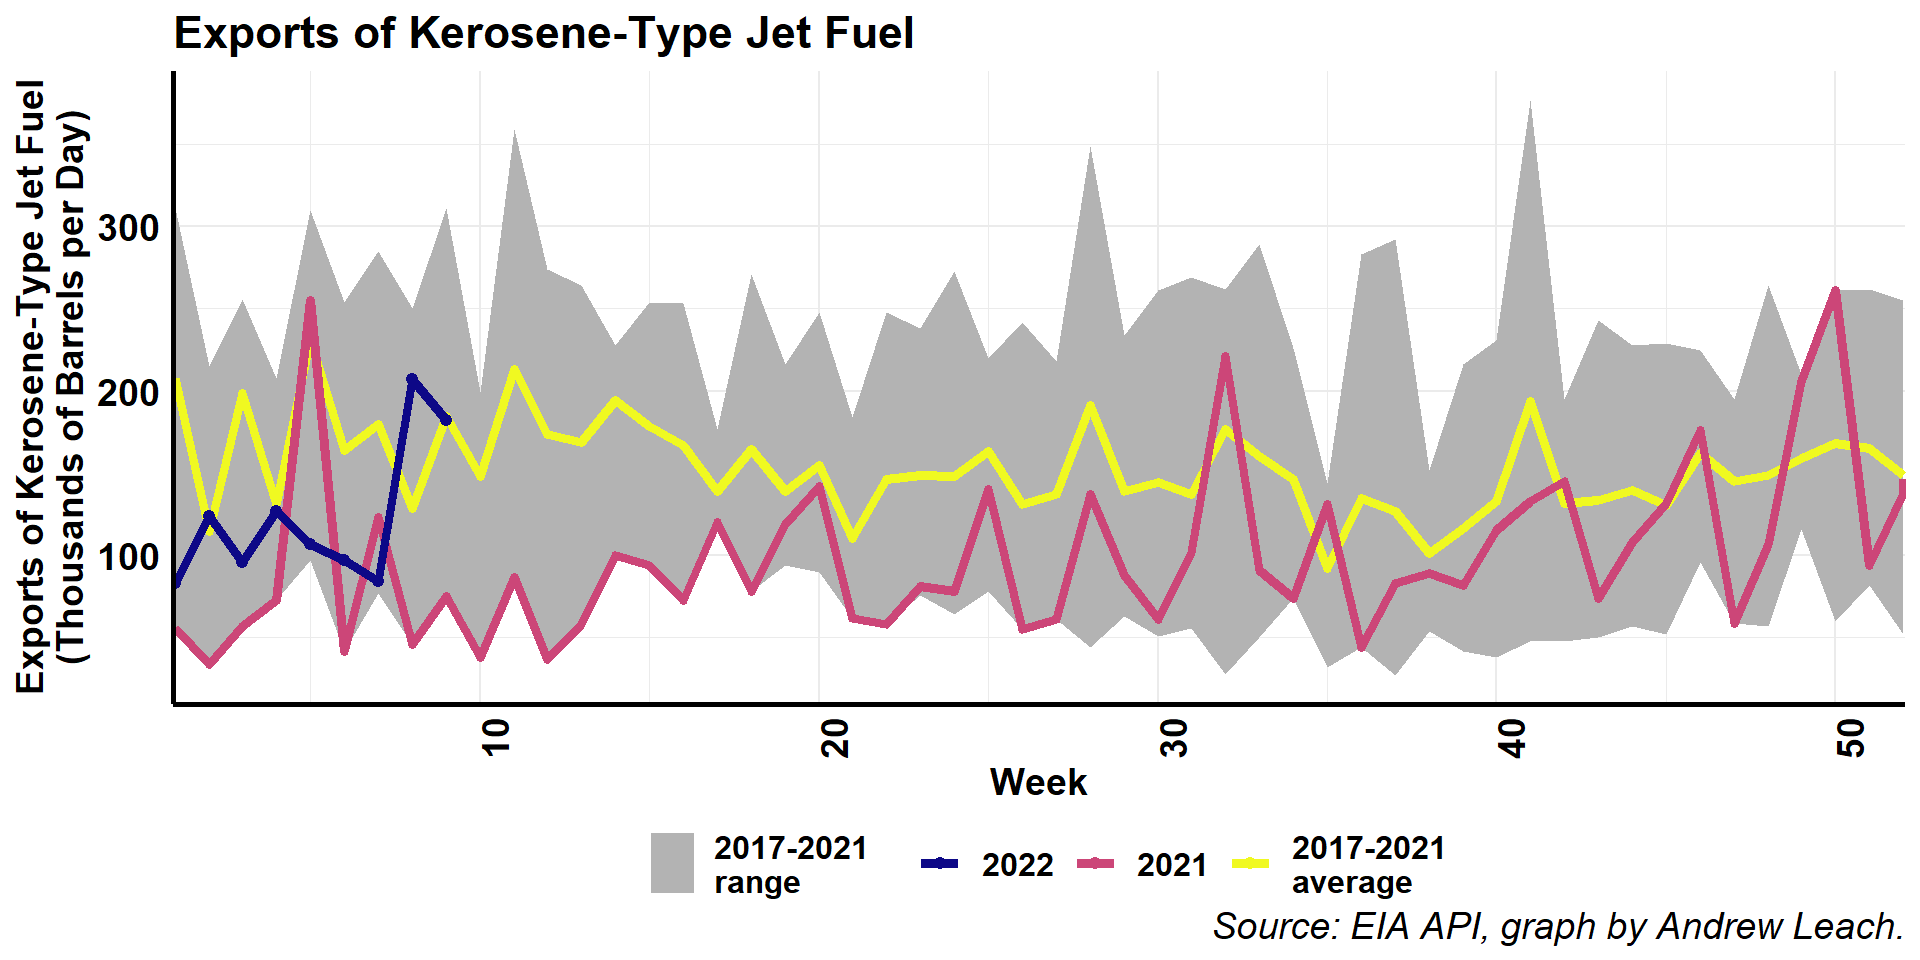 Exports of Kerosene-Type Jet Fuel
Exports of Kerosene-Type Jet Fuel
(Thousands of Barrels per Day)
300
200
100
10
20
30
40
50
Week
2017-2021
range
2022
2021
2017-2021
average
Source: EIA API, graph by Andrew Leach.